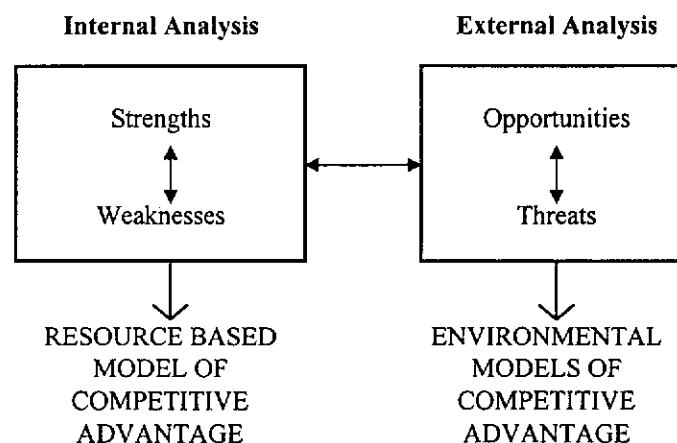 Internal Analysis
External Analysis
Strengths
Weaknesses
Opportunities
Threats
RESOURCE BASED
MODEL OF
COMPETITIVE
ADVANTAGE
ENVIRONMENTAL
MODELS OF
COMPETITIVE
ADVANTAGE